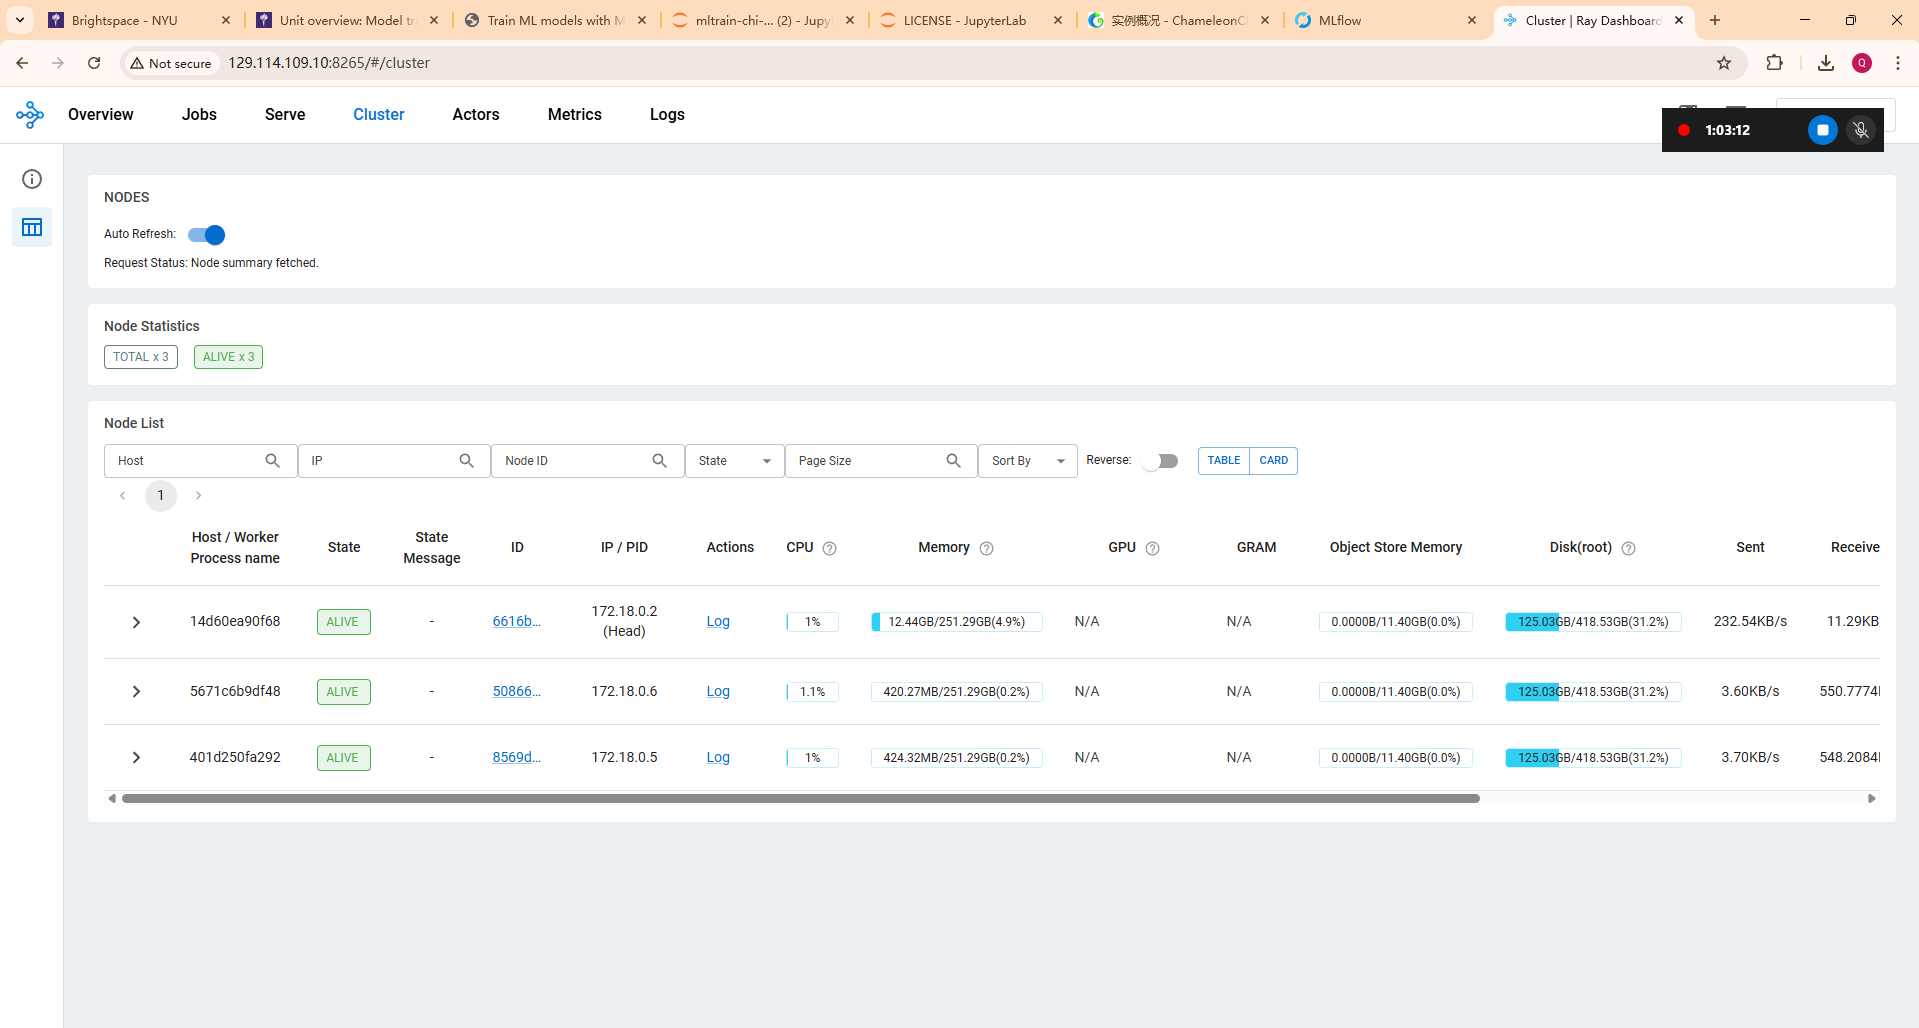 Brightspace - NYU
Unit overview: Model tr
Train ML models with M
mltrain-chi-... (2) - Jupy
LICENSE - JupyterLab
实例概况 - ChameleonCl
MLflow
Cluster | Ray Dashboard
Not secure
129.114.109.10:8265/#/cluster
Q
Overview
Jobs
Serve
Cluster
Actors
Metrics
Logs
1:03:12
NODES
Auto Refresh:
Request Status: Node summary fetched.
Node Statistics
TOTAL x 3
ALIVE x 3
Node List
Host
IP
Node ID
State
Page Size
Sort By
Reverse:
TABLE
CARD
1
Host / Worker Process name State State Message ID IP / PID Actions CPU Memory GPU GRAM Object Store Memory Disk(root) Sent Receive
14d60ea90f68 ALIVE - 6616b... 172.18.0.2 (Head) Log 1% 12.44GB/251.29GB(4.9%) N/A N/A 0.0000B/11.40GB(0.0%) 125.03GB/418.53GB(31.2%) 232.54KB/s 11.29KB
5671c6b9df48 ALIVE - 50866... 172.18.0.6 Log 1.1% 420.27MB/251.29GB(0.2%) N/A N/A 0.0000B/11.40GB(0.0%) 125.03GB/418.53GB(31.2%) 3.60KB/s 550.7774
401d250fa292 ALIVE - 8569d... 172.18.0.5 Log 1% 424.32MB/251.29GB(0.2%) N/A N/A 0.0000B/11.40GB(0.0%) 125.03GB/418.53GB(31.2%) 3.70KB/s 548.2084